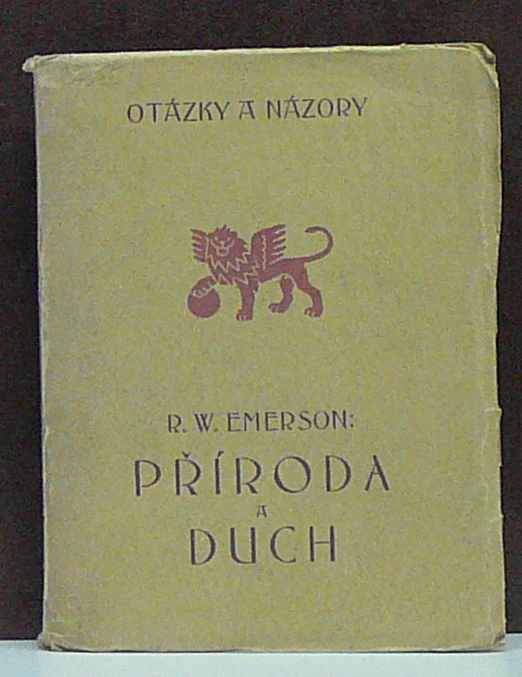 OTÁZKY A NÁZORY
R. W. EMERSON:
PŘÍRODA
A
DUCH